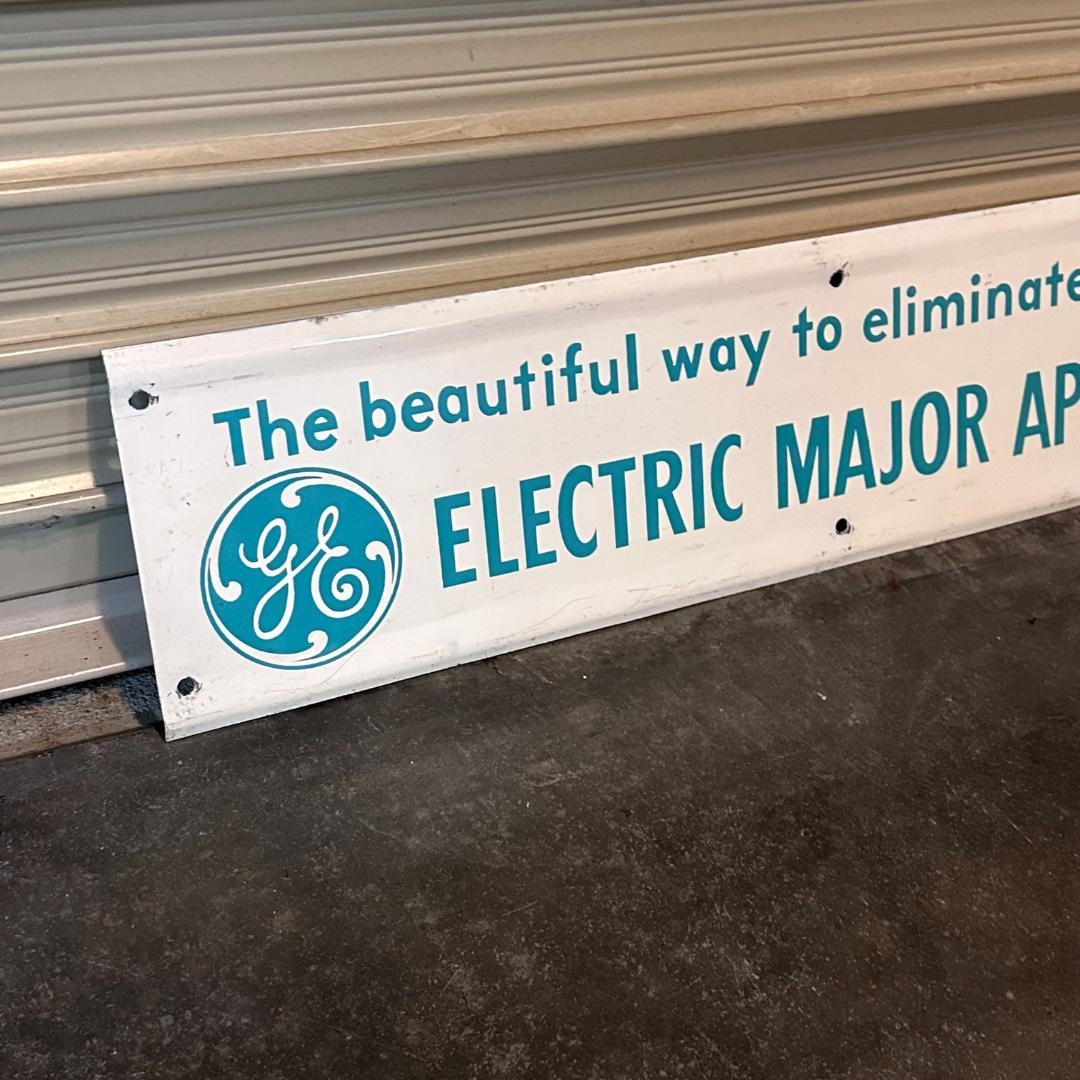 The beautiful way to eliminate
GE ELECTRIC MAJOR AP